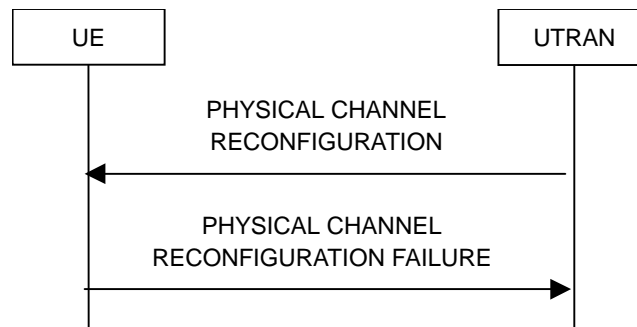 UE
UTRAN
PHYSICAL CHANNEL
RECONFIGURATION
PHYSICAL CHANNEL
RECONFIGURATION FAILURE